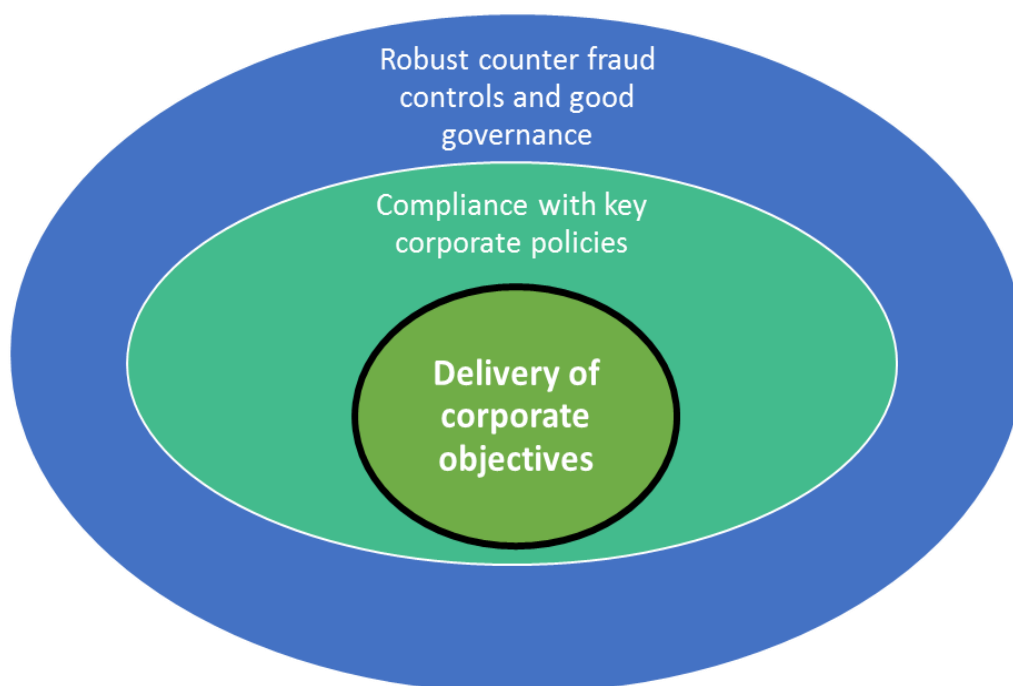 Robust counter fraud
controls and good
governance
Compliance with key
corporate policies
Delivery of
corporate
objectives